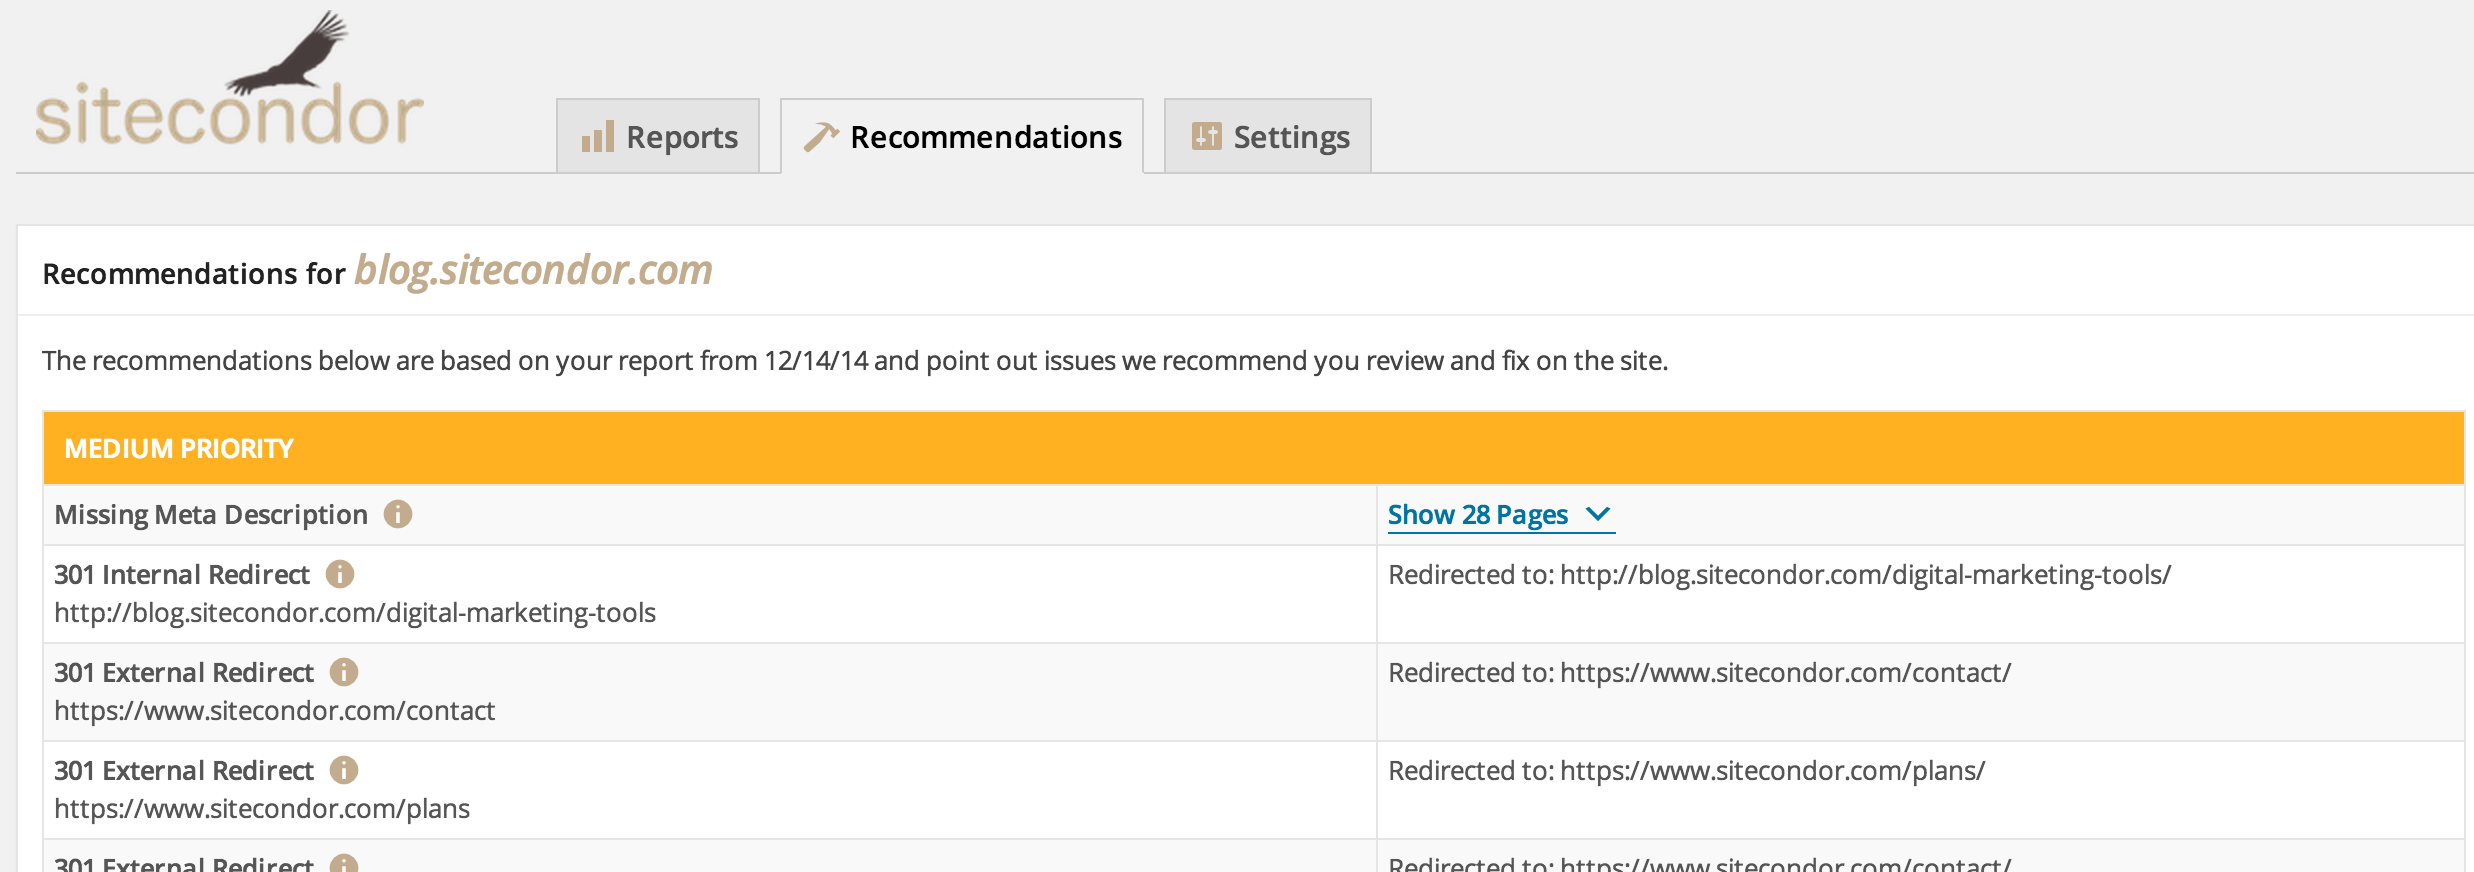 sitecondor
Reports
Recommendations
Settings
Recommendations for blog.sitecondor.com
The recommendations below are based on your report from 12/14/14 and point out issues we recommend you review and fix on the site.
MEDIUM PRIORITY
Missing Meta Description
Show 28 Pages
301 Internal Redirect
http://blog.sitecondor.com/digital-marketing-tools
Redirected to: http://blog.sitecondor.com/digital-marketing-tools/
301 External Redirect
https://www.sitecondor.com/contact
Redirected to: https://www.sitecondor.com/contact/
301 External Redirect
https://www.sitecondor.com/plans
Redirected to: https://www.sitecondor.com/plans/
301 External Redirect
Redirected to: https://www.sitecondor.com/contact/